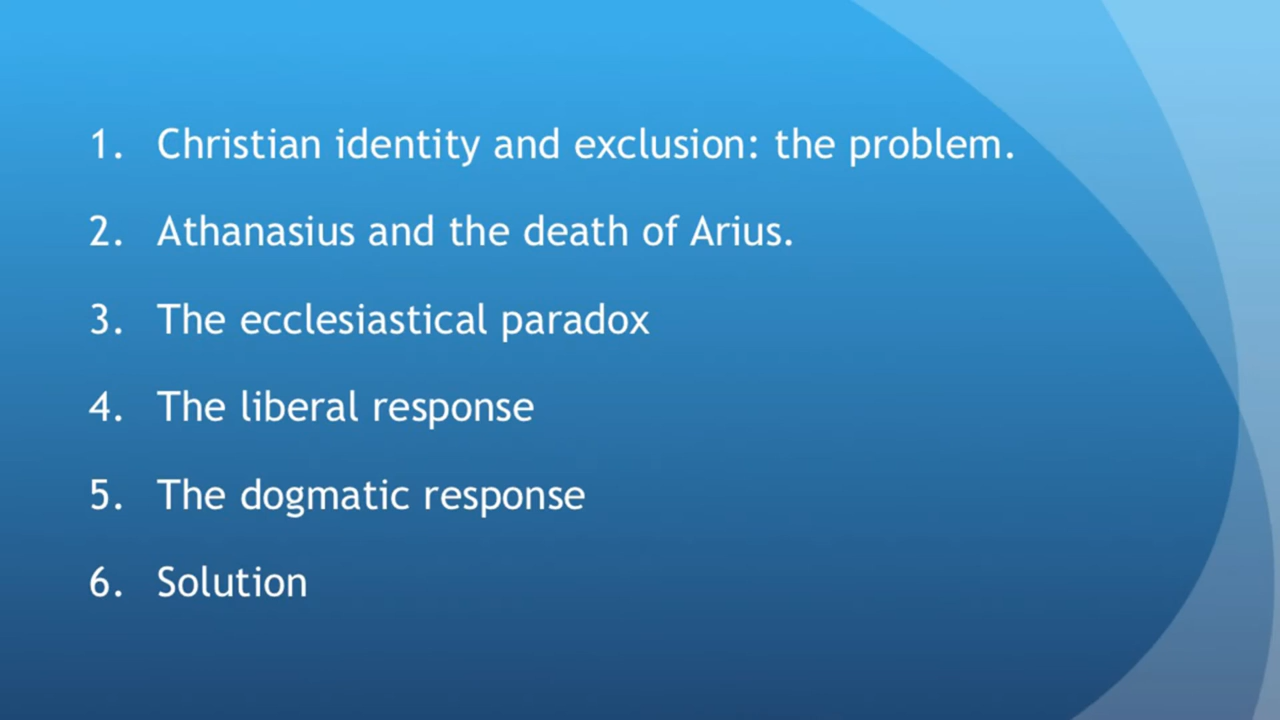 1. Christian identity and exclusion: the problem.
2. Athanasius and the death of Arius.
3. The ecclesiastical paradox
4. The liberal response
5. The dogmatic response
6. Solution